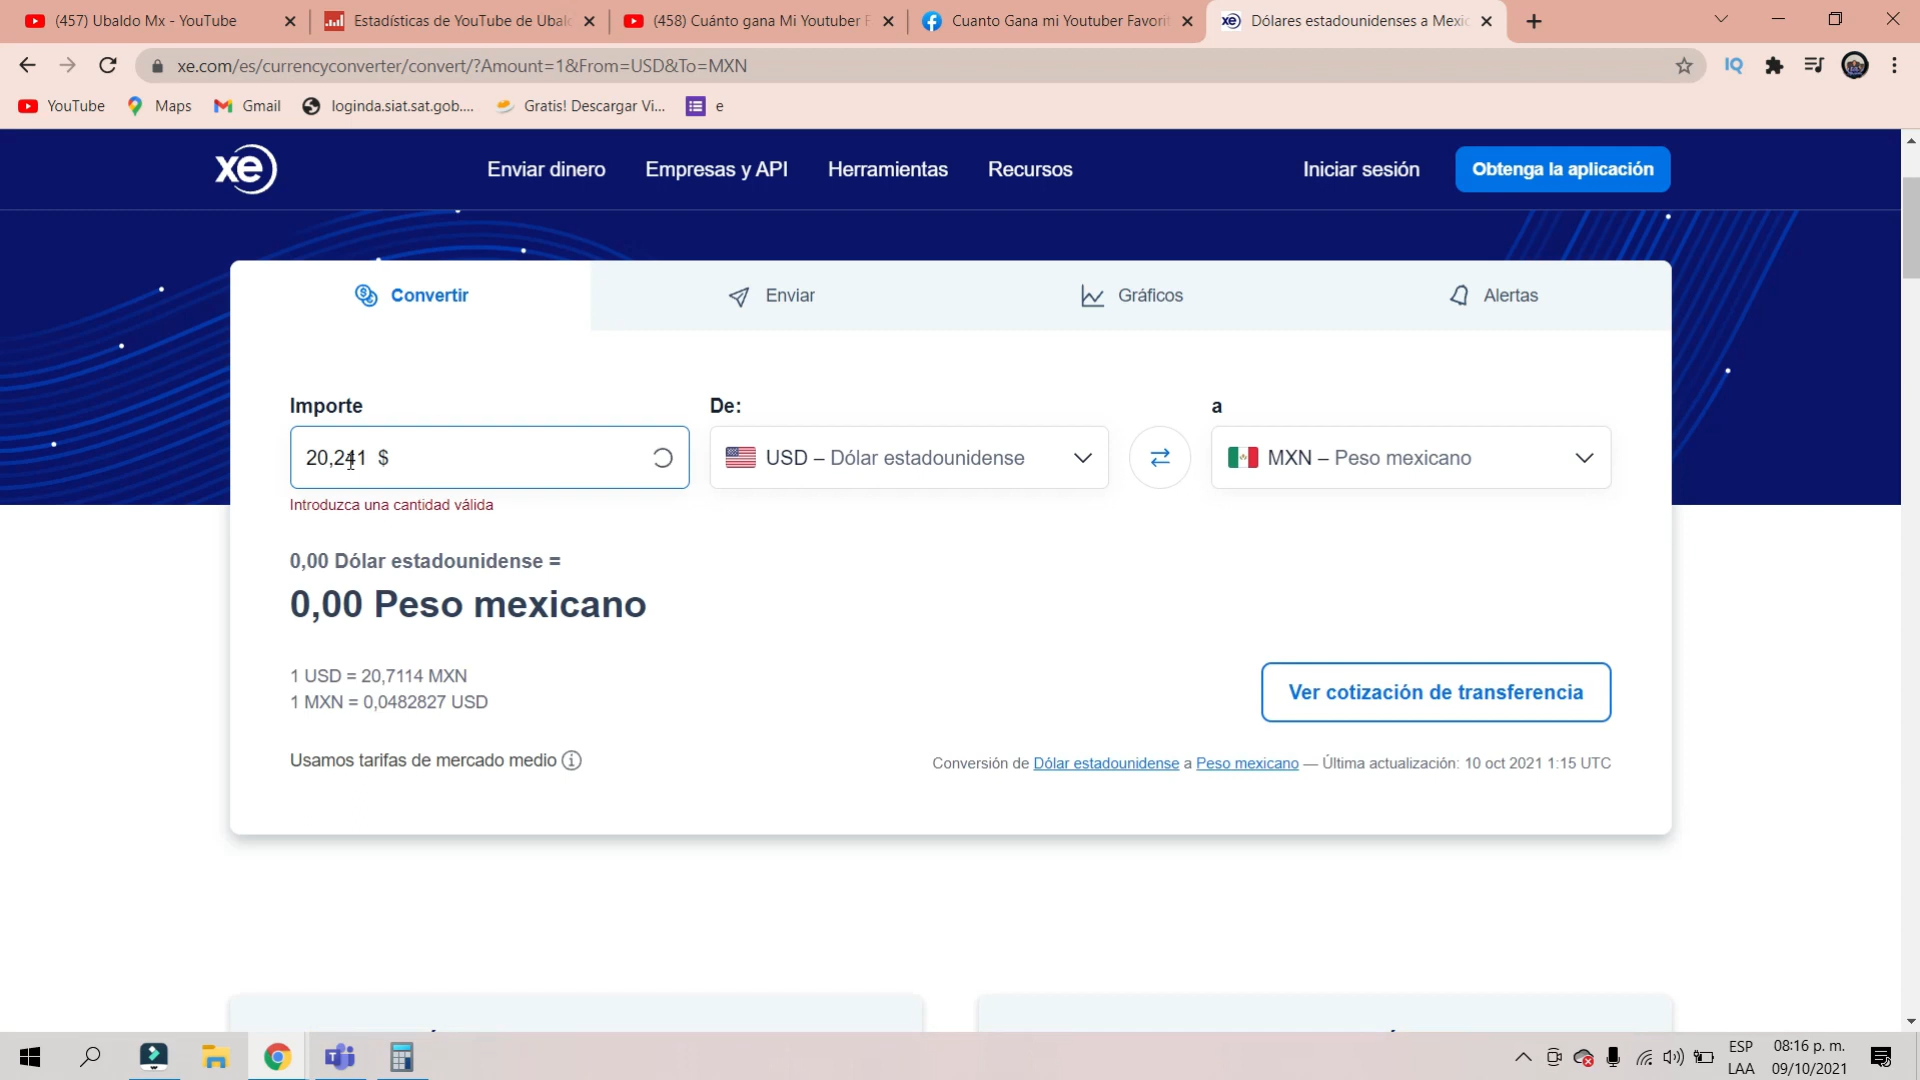 (457) Ubaldo Mx - YouTube
Estadísticas de YouTube de Ubal
(458) Cuánto gana Mi Youtuber F
Cuanto Gana mi Youtuber Favorit
xe Dólares estadounidenses a Mexic
xe.com/es/currencyconverter/convert/?Amount=1&From=USD&To=MXN
IQ
YouTube
Maps
Gmail
loginda.siat.sat.gob....
Gratis! Descargar Vi...
e
xe
Enviar dinero
Empresas y API
Herramientas
Recursos
Iniciar sesión
Obtenga la aplicación
Convertir
Enviar
Gráficos
Alertas
Importe
De:
a
20,241 $
USD – Dólar estadounidense
MXN – Peso mexicano
Introduzca una cantidad válida
0,00 Dólar estadounidense =
0,00 Peso mexicano
1 USD = 20,7114 MXN
1 MXN = 0,0482827 USD
Ver cotización de transferencia
Usamos tarifas de mercado medio
Conversión de Dólar estadounidense a Peso mexicano — Última actualización: 10 oct 2021 1:15 UTC
ESP
LAA
08:16 p. m.
09/10/2021